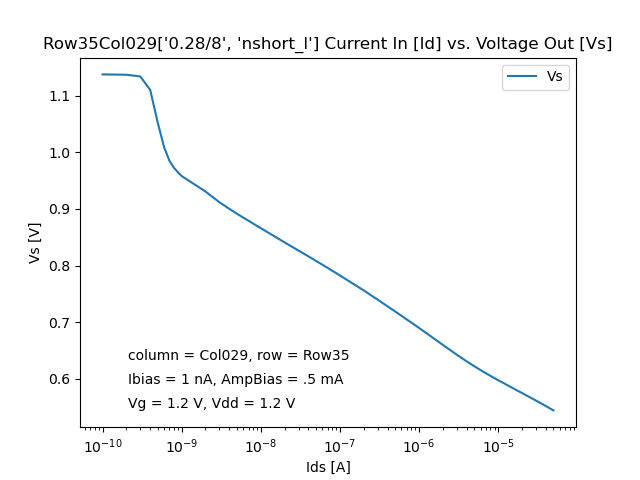 Row35Col029['0.28/8', 'nshort_l'] Current In [Id] vs. Voltage Out [Vs]
Vs
1.1
1.0
0.9
0.8
0.7
0.6
Vs [V]
column = Col029, row = Row35
Ibias = 1 nA, AmpBias = .5 mA
Vg = 1.2 V, Vdd = 1.2 V
10⁻¹⁰ 10⁻⁹ 10⁻⁸ 10⁻⁷ 10⁻⁶ 10⁻⁵
Ids [A]